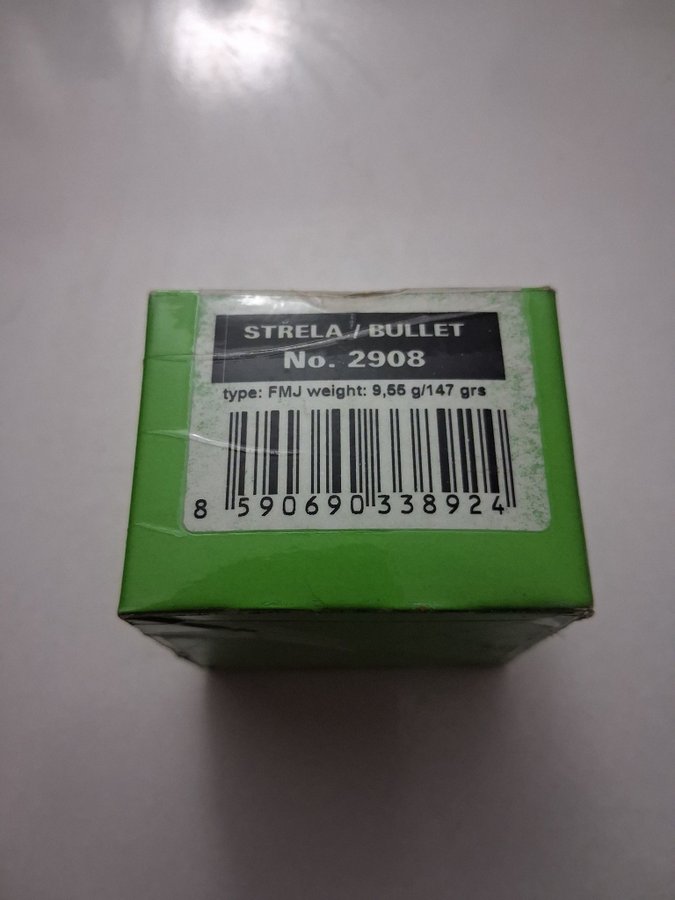 STRELA / BULLET
No. 2908
type: FMJ weight: 9,55 g/147 grs
8 590690 338924